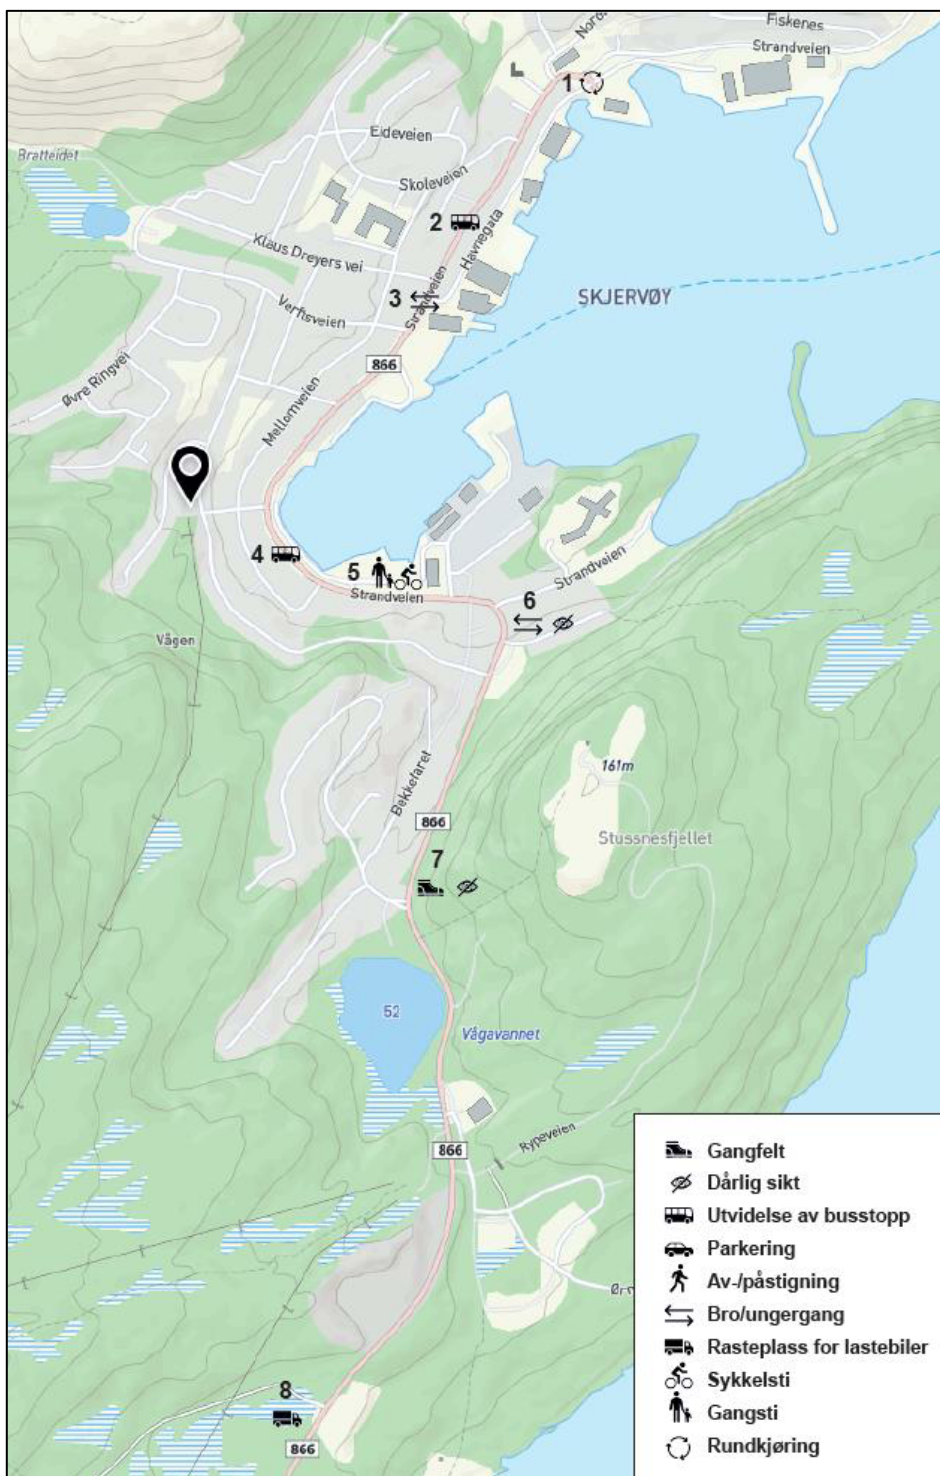 Nords
Fiskenes
Strandveien
1
Eideveien
Bratteidet
Skoleveien
2
Havnegata
Klaus Dreyers vei
3
Strandveien
SKJERVØY
Verftsveien
866
Øvre Ringvei
Mellomveien
4
5
Strandveien
Strandveien
6
Vågen
161m
Bekkefaret
866
Stussnesfjellet
7
52
Vågavannet
866
Rypeveien
Ørn
8
866
Gangfelt
Dårlig sikt
Utvidelse av busstopp
Parkering
Av-/påstigning
Bro/ungergang
Rasteplass for lastebiler
Sykkelsti
Gangsti
Rundkjøring